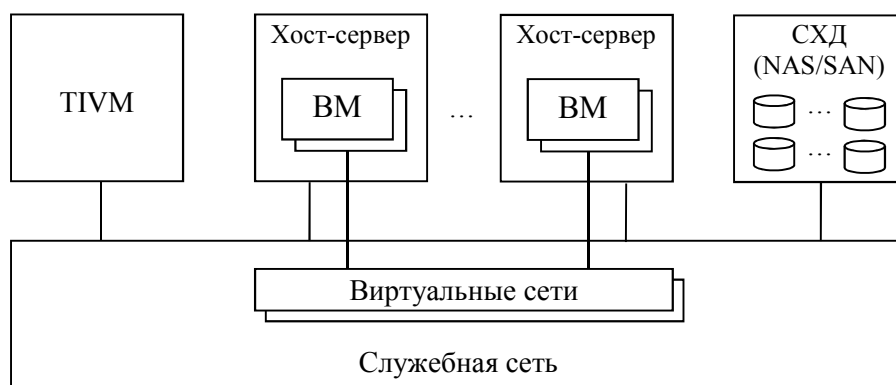 TIVM
Хост-сервер
ВМ
...
Хост-сервер
ВМ
СХД
(NAS/SAN)
...
...
Виртуальные сети
Служебная сеть